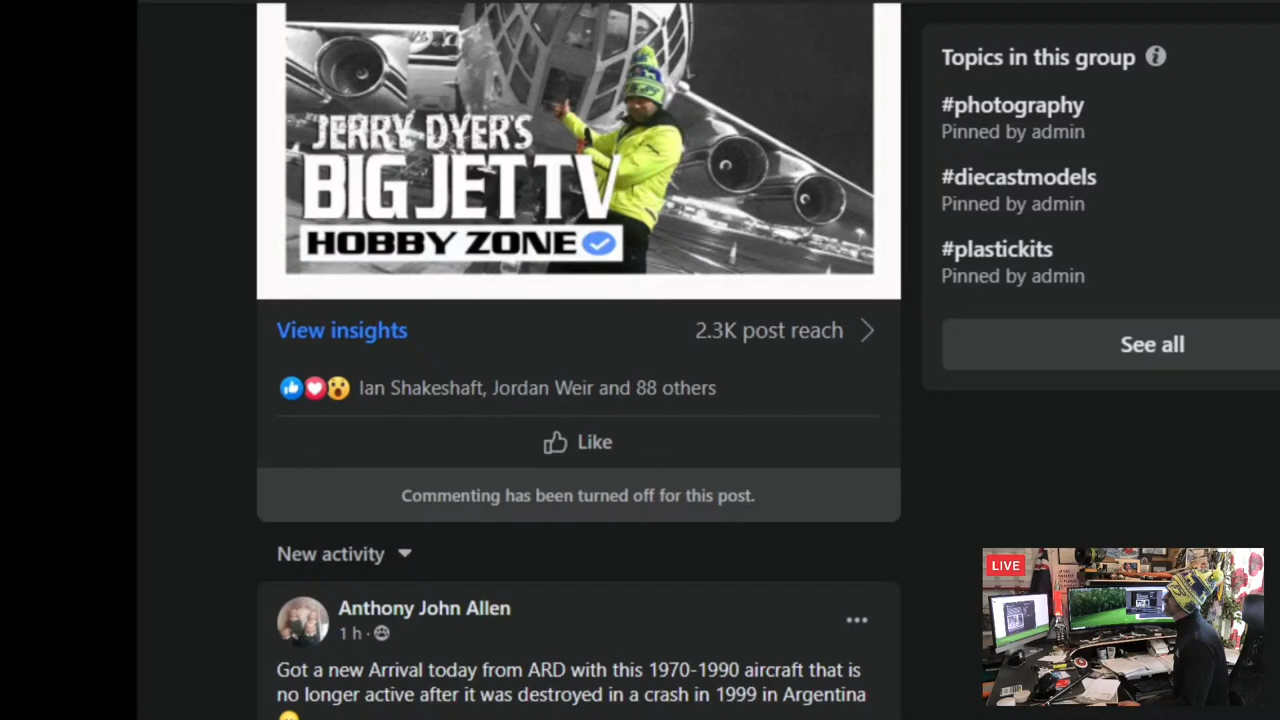 JERRY DYER'S
BIG JET TV
HOBBY ZONE
View insights
2.3K post reach
Ian Shakeshaft, Jordan Weir and 88 others
Like
Commenting has been turned off for this post.
New activity
Anthony John Allen
1 h ·
Got a new Arrival today from ARD with this 1970-1990 aircraft that is
no longer active after it was destroyed in a crash in 1999 in Argentina
Topics in this group
#photography
Pinned by admin
#diecastmodels
Pinned by admin
#plastickits
Pinned by admin
See all
LIVE